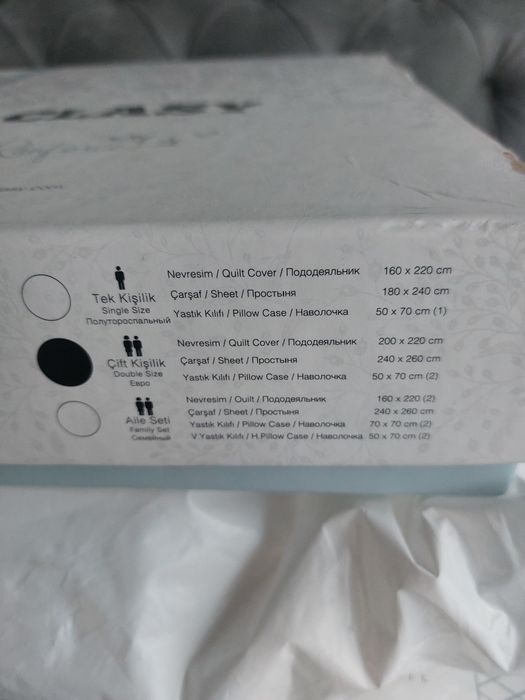 CLASY
Tek Kişilik
Single Size
Полутороспальный
Nevresim / Quilt Cover / Пододеяльник 160 x 220 cm
Çarşaf / Sheet / Простыня 180 x 240 cm
Yastık Kılıfı / Pillow Case / Наволочка 50 x 70 cm (1)
Çift Kişilik
Double Size
Евро
Nevresim / Quilt Cover / Пододеяльник 200 x 220 cm
Çarşaf / Sheet / Простыня 240 x 260 cm
Yastık Kılıfı / Pillow Case / Наволочка 50 x 70 cm (2)
Aile Seti
Family Set
Семейный
Nevresim / Quilt / Пододеяльник 160 x 220 (2)
Çarşaf / Sheet / Простыня 240 x 260 cm
Yastık Kılıfı / Pillow Case / Наволочка 70 x 70 cm (2)
V.Yastık Kılıfı / H.Pillow Case / Наволочка 50 x 70 cm (2)